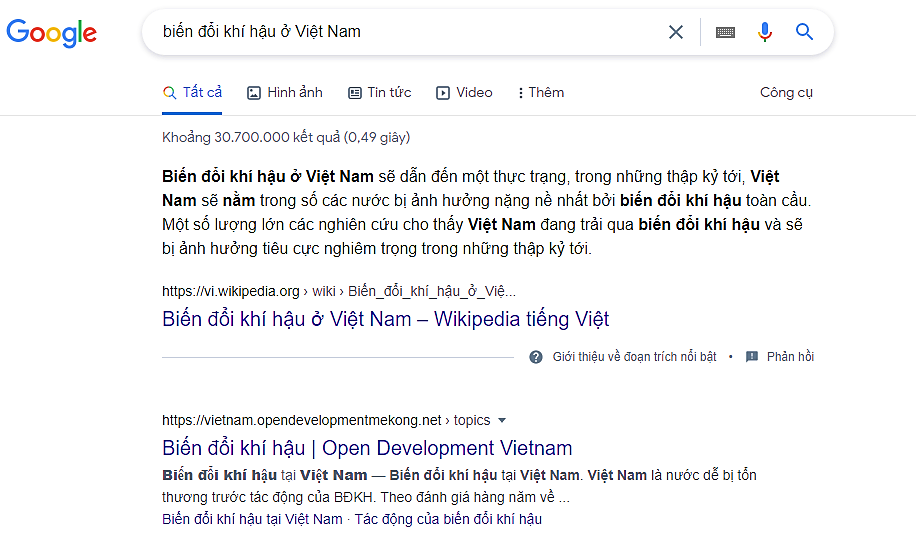 Google
biến đổi khí hậu ở Việt Nam
Tất cả Hình ảnh Tin tức Video Thêm Công cụ
Khoảng 30.700.000 kết quả (0,49 giây)
Biến đổi khí hậu ở Việt Nam sẽ dẫn đến một thực trạng, trong những thập kỷ tới, Việt
Nam sẽ nằm trong số các nước bị ảnh hưởng nặng nề nhất bởi biến đổi khí hậu toàn cầu.
Một số lượng lớn các nghiên cứu cho thấy Việt Nam đang trải qua biến đổi khí hậu và sẽ
bị ảnh hưởng tiêu cực nghiêm trọng trong những thập kỷ tới.
https://vi.wikipedia.org › wiki › Biến_đổi_khí_hậu_ở_Việ...
Biến đổi khí hậu ở Việt Nam – Wikipedia tiếng Việt
Giới thiệu về đoạn trích nổi bật • Phản hồi
https://vietnam.opendevelopmentmekong.net › topics
Biến đổi khí hậu | Open Development Vietnam
Biến đổi khí hậu tại Việt Nam — Biến đổi khí hậu tại Việt Nam. Việt Nam là nước dễ bị tổn
thương trước tác động của BĐKH. Theo đánh giá hàng năm về ...
Biến đổi khí hậu tại Việt Nam · Tác động của biến đổi khí hậu